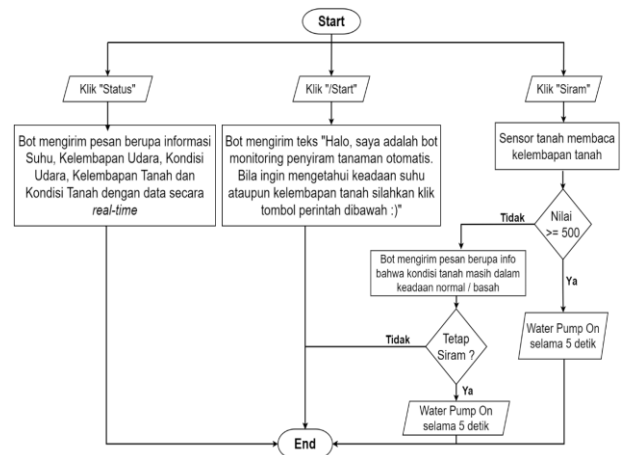 Start
Klik "Status"
Klik "/Start"
Klik "Siram"
Bot mengirim pesan berupa informasi
Suhu, Kelembapan Udara, Kondisi
Udara, Kelembapan Tanah dan
Kondisi Tanah dengan data secara
real-time
Bot mengirim teks "Halo, saya adalah bot
monitoring penyiram tanaman otomatis.
Bila ingin mengetahui keadaan suhu
ataupun kelembapan tanah silahkan klik
tombol perintah dibawah :)"
Sensor tanah membaca
kelembapan tanah
Tidak
Nilai
>= 500
Ya
Bot mengirim pesan berupa info
bahwa kondisi tanah masih dalam
keadaan normal / basah
Water Pump On
selama 5 detik
Tidak
Tetap
Siram ?
Ya
Water Pump On
selama 5 detik
End